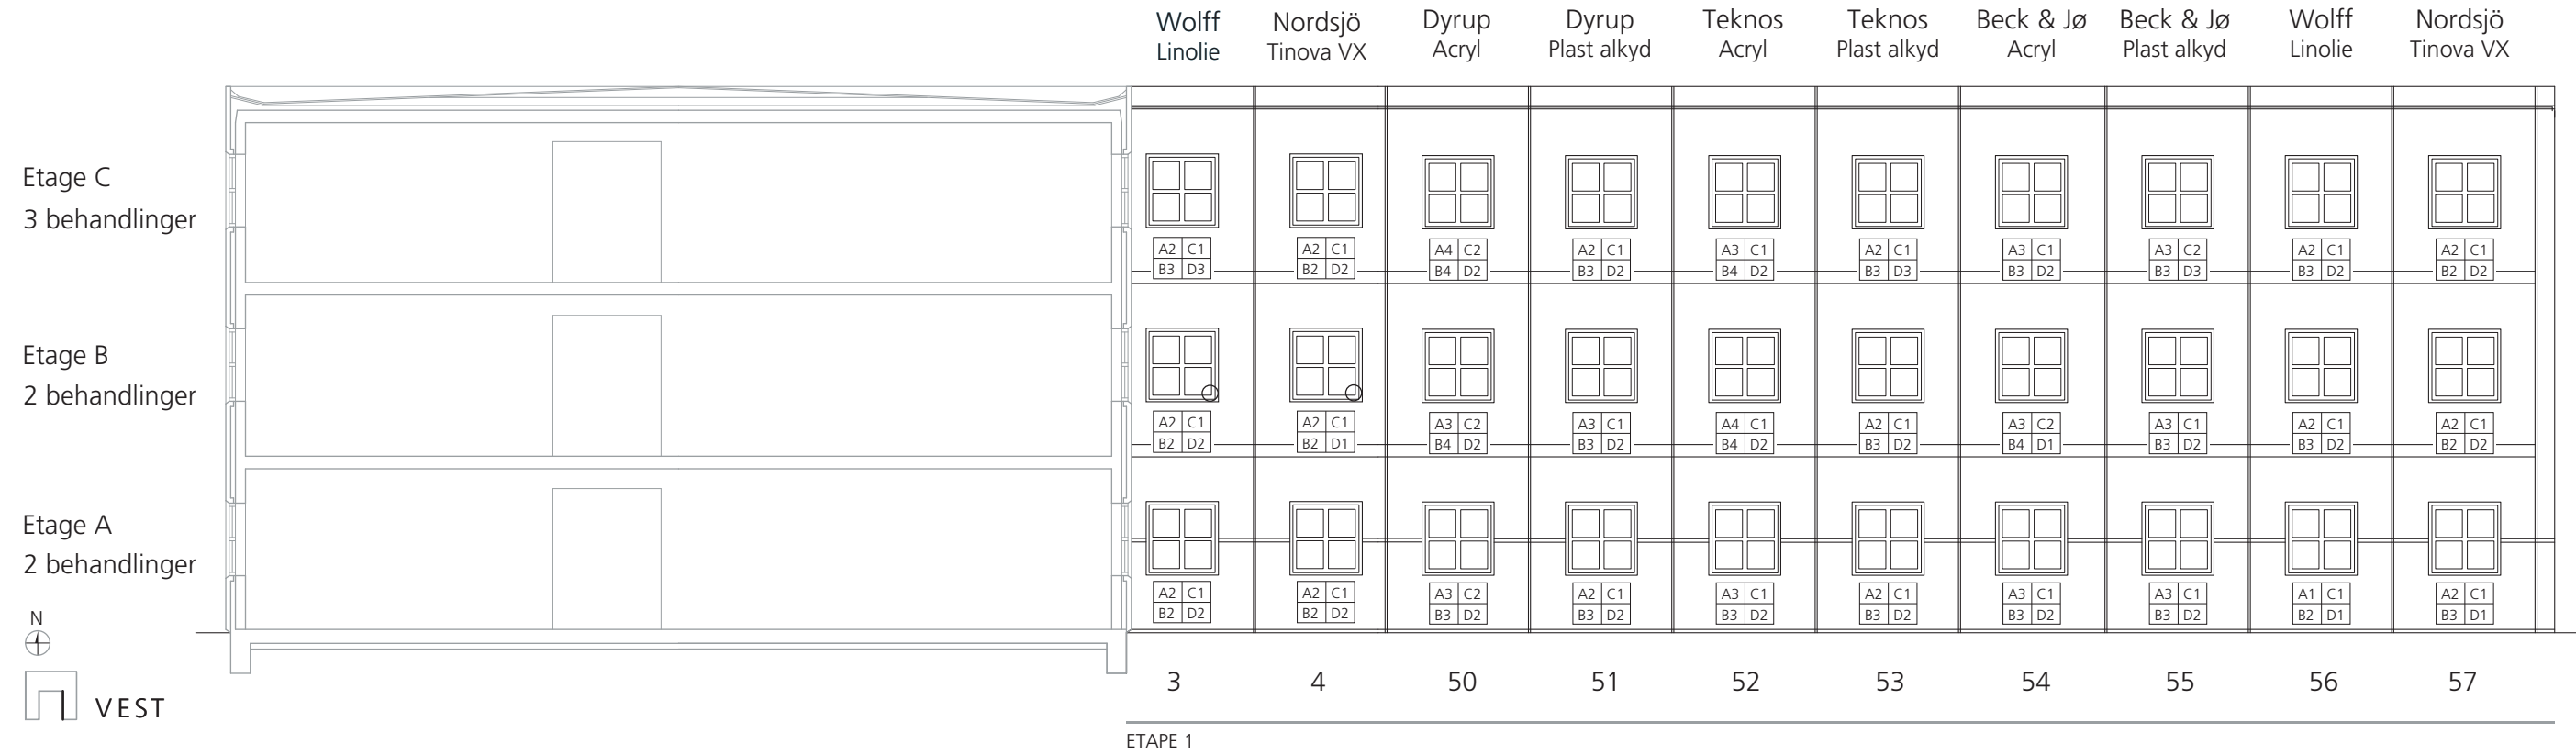 Wolff Nordsjö Dyrup Dyrup Teknos Teknos Beck & Jø Beck & Jø Wolff Nordsjö
Linolie Tinova VX Acryl Plast alkyd Acryl Plast alkyd Acryl Plast alkyd Linolie Tinova VX
Etage C
3 behandlinger
A2 C1 A2 C1 A4 C2 A2 C1 A3 C1 A2 C1 A3 C1 A3 C2 A2 C1 A2 C1
B3 D3 B2 D2 B4 D2 B3 D2 B4 D2 B3 D3 B3 D2 B3 D3 B3 D2 B2 D2
Etage B
2 behandlinger
A2 C1 A2 C1 A3 C2 A3 C1 A4 C1 A2 C1 A3 C2 A3 C1 A2 C1 A2 C1
B2 D2 B2 D1 B4 D2 B3 D2 B4 D2 B3 D2 B4 D1 B3 D2 B3 D2 B2 D2
Etage A
2 behandlinger
A2 C1 A2 C1 A3 C2 A2 C1 A3 C1 A2 C1 A3 C1 A3 C1 A1 C1 A2 C1
B2 D2 B2 D2 B3 D2 B3 D2 B3 D2 B3 D2 B3 D2 B3 D2 B2 D1 B3 D1
N
VEST
3 4 50 51 52 53 54 55 56 57
ETAPE 1